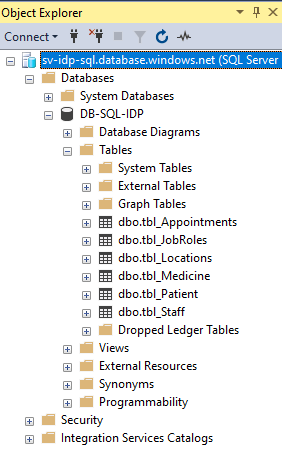 Object Explorer
Connect
sv-idp-sql.database.windows.net (SQL Server
Databases
System Databases
DB-SQL-IDP
Database Diagrams
Tables
System Tables
External Tables
Graph Tables
dbo.tbl_Appointments
dbo.tbl_JobRoles
dbo.tbl_Locations
dbo.tbl_Medicine
dbo.tbl_Patient
dbo.tbl_Staff
Dropped Ledger Tables
Views
External Resources
Synonyms
Programmability
Security
Integration Services Catalogs